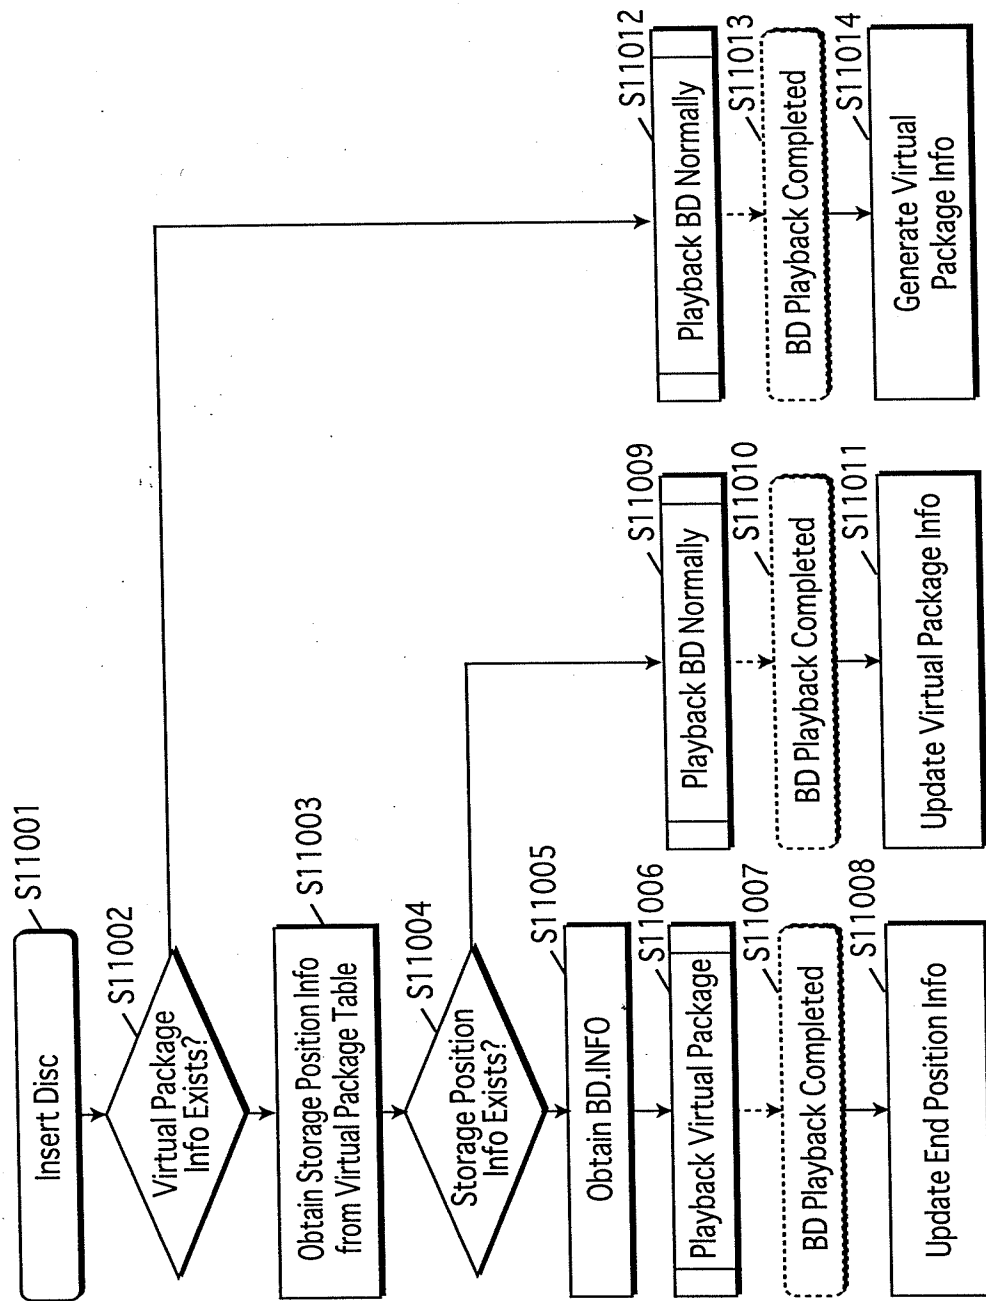 Insert Disc
S11001
Virtual Package
Info Exists?
S11002
Obtain Storage Position Info
from Virtual Package Table
S11003
Storage Position
Info Exists?
S11004
Obtain BD.INFO
S11005
Playback Virtual Package
S11006
BD Playback Completed
S11007
Update End Position Info
S11008
Playback BD Normally
S11009
BD Playback Completed
S11010
Update Virtual Package Info
S11011
Playback BD Normally
S11012
BD Playback Completed
S11013
Generate Virtual
Package Info
S11014